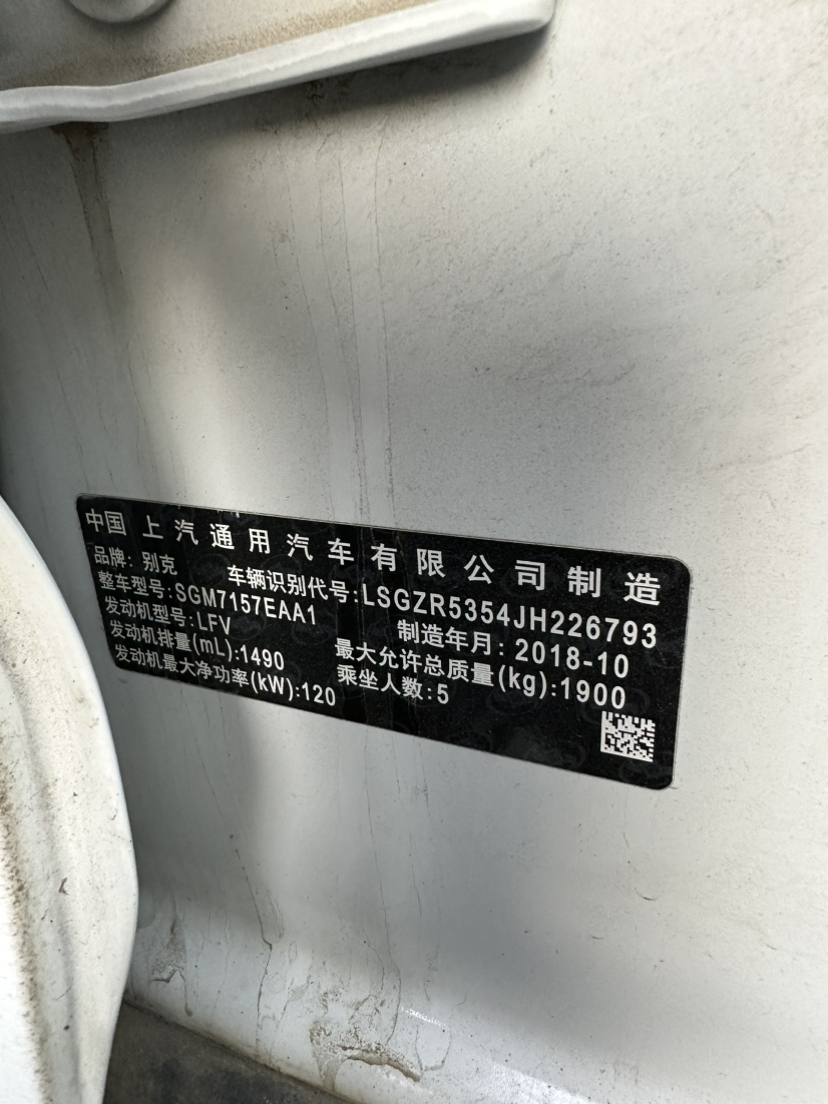 中国 上汽通用汽车有限公司制造
品牌: 别克 车辆识别代号:LSGZR5354JH226793
整车型号:SGM7157EAA1 制造年月: 2018-10
发动机型号:LFV 最大允许总质量(kg):1900
发动机排量(mL):1490 乘坐人数:5
发动机最大净功率(kW):120